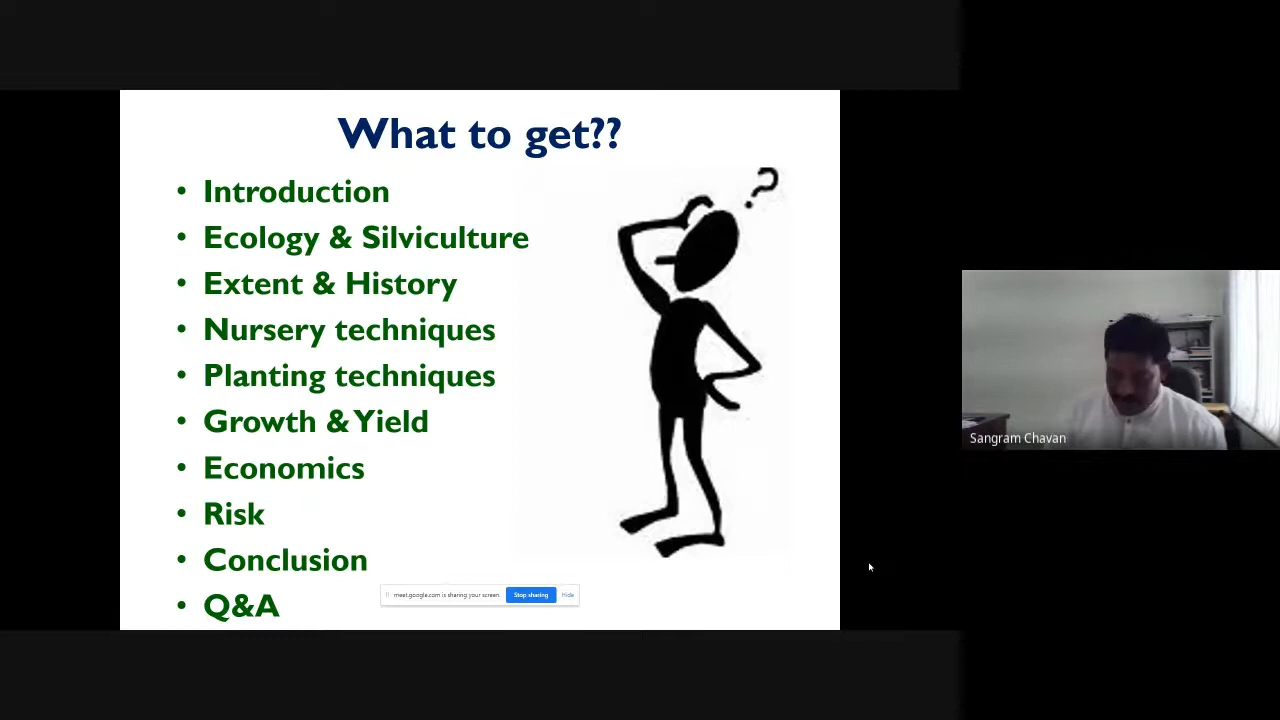 What to get??
• Introduction
• Ecology & Silviculture
• Extent & History
• Nursery techniques
• Planting techniques
• Growth & Yield
• Economics
• Risk
• Conclusion
• Q&A
?
meet.google.com is sharing your screen. Stop sharing Hide
Sangram Chavan